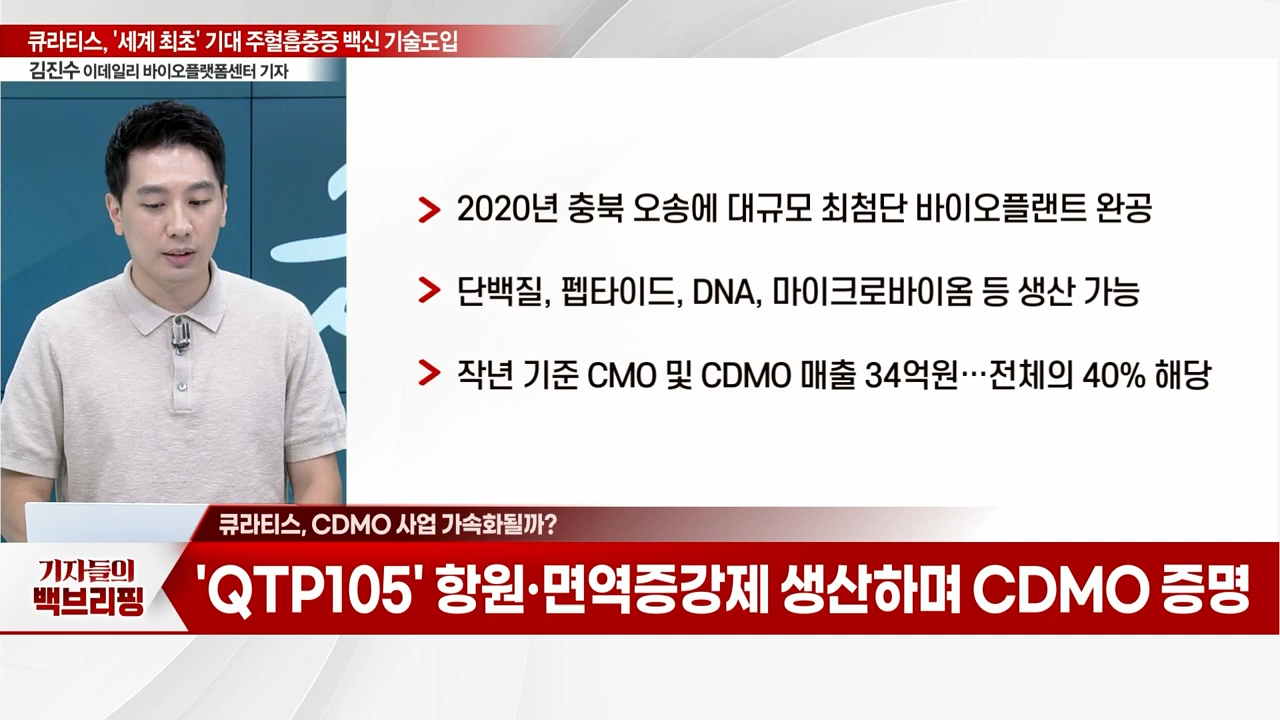 큐라티스, '세계 최초' 기대 주혈흡충증 백신 기술도입
김진수 이데일리 바이오플랫폼센터 기자
2020년 충북 오송에 대규모 최첨단 바이오플랜트 완공
단백질, 펩타이드, DNA, 마이크로바이옴 등 생산 가능
작년 기준 CMO 및 CDMO 매출 34억원…전체의 40% 해당
큐라티스, CDMO 사업 가속화될까?
기자들의
백브리핑
'QTP105' 항원·면역증강제 생산하며 CDMO 증명